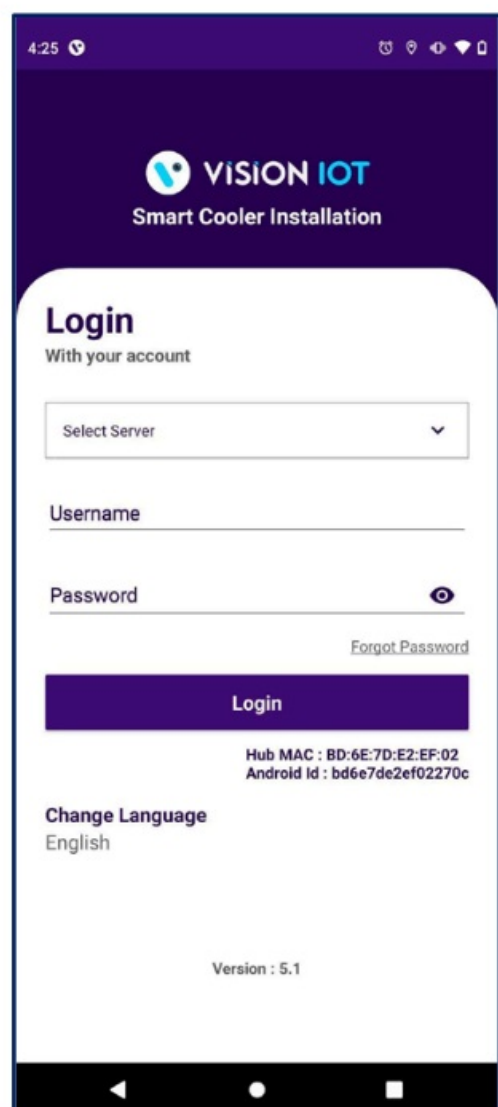 4:25
VISION IOT
Smart Cooler Installation
Login
With your account
Select Server
Username
Password
Forgot Password
Login
Hub MAC : BD:6E:7D:E2:EF:02
Android Id : bd6e7de2ef02270c
Change Language
English
Version : 5.1